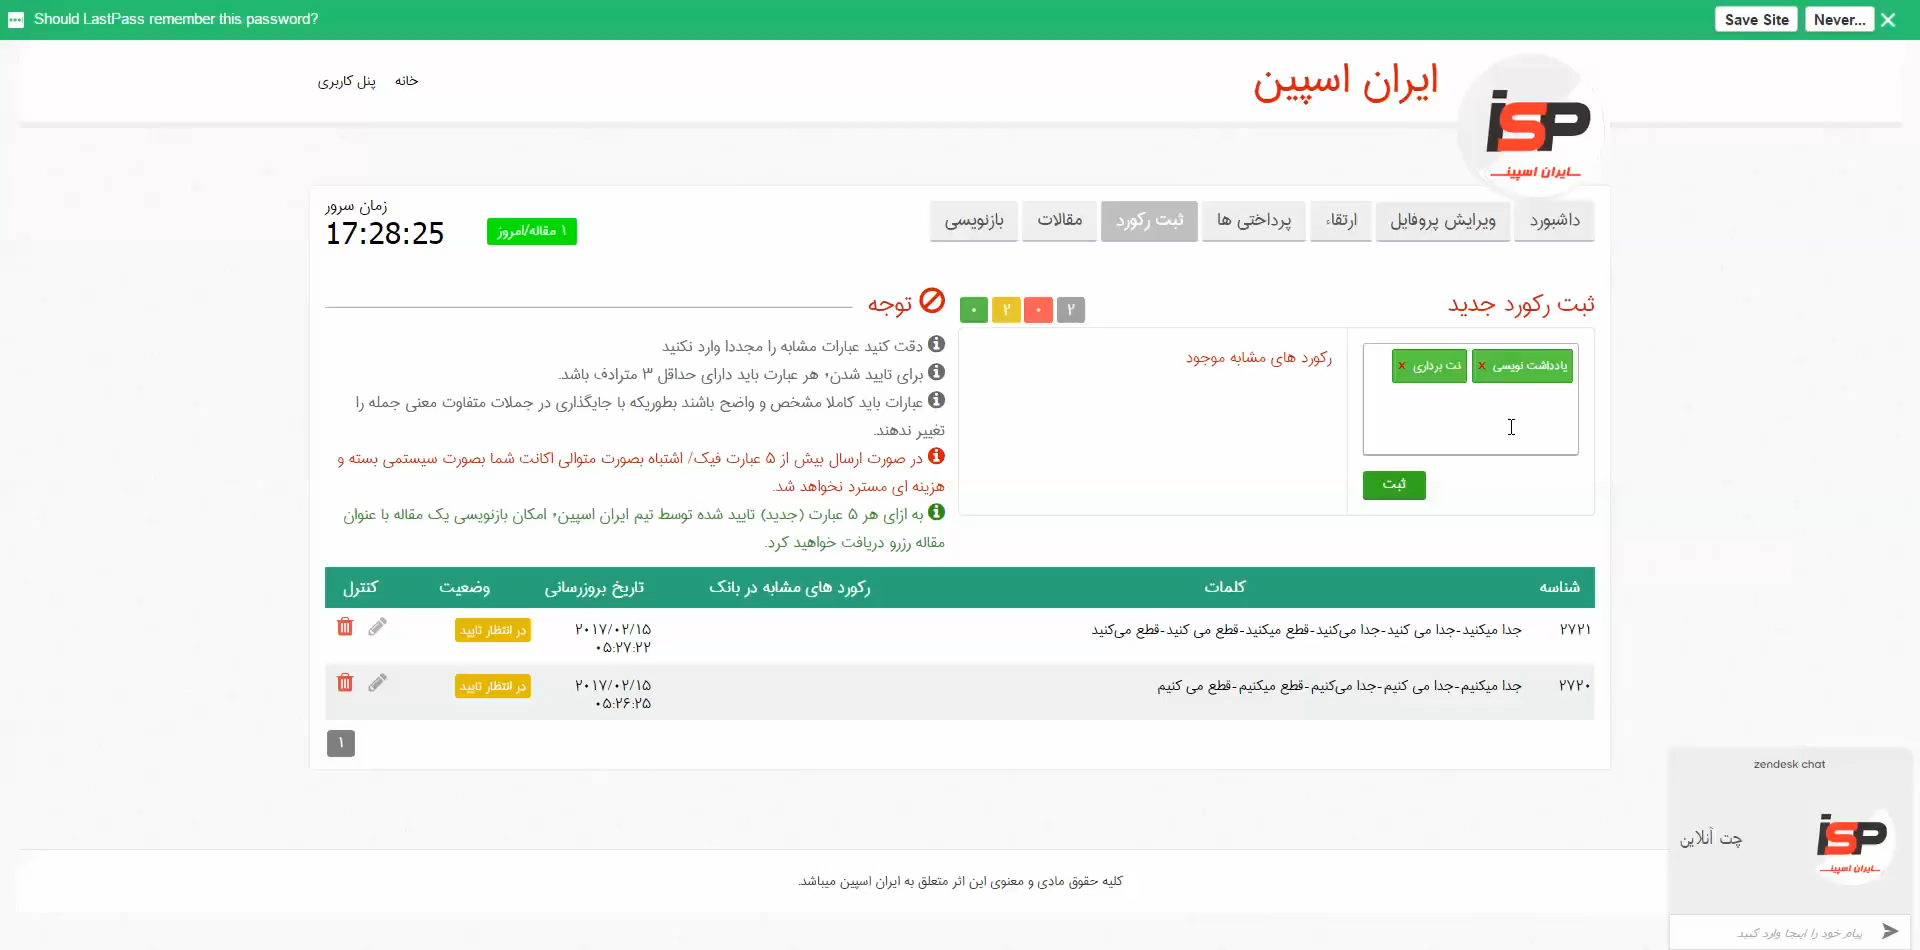 Should LastPass remember this password?
Save Site
Never...
خانه
پنل کاربری
ایران اسپین
iSP
ایران اسپین
داشبورد
ویرایش پروفایل
ارتقاء
پرداختی ها
ثبت رکورد
مقالات
بازنویسی
۱ مقاله/امروز
زمان سرور
17:28:25
ثبت رکورد جدید
۲
۰
۲
۰
یادداشت نویسی x
نت برداری x
رکورد های مشابه موجود
ثبت
توجه
دقت کنید عبارات مشابه را مجددا وارد نکنید
برای تایید شدن، هر عبارت باید دارای حداقل ۳ مترادف باشد.
عبارات باید کاملا مشخص و واضح باشند بطوریکه با جایگذاری در جملات متفاوت معنی جمله را
تغییر ندهند.
در صورت ارسال بیش از ۵ عبارت فیک/ اشتباه بصورت متوالی اکانت شما بصورت سیستمی بسته و
هزینه ای مسترد نخواهد شد.
به ازای هر ۵ عبارت (جدید) تایید شده توسط تیم ایران اسپین، امکان بازنویسی یک مقاله با عنوان
مقاله رزرو دریافت خواهید کرد.
شناسه کلمات رکورد های مشابه در بانک تاریخ بروزرسانی وضعیت کنترل
۲۷۲۱ جدا میکنید-جدا می کنید-جدا می‌کنید-قطع میکنید-قطع می کنید-قطع می‌کنید ۲۰۱۷/۰۲/۱۵ در انتظار تایید
۰۵:۲۷:۲۲
۲۷۲۰ جدا میکنیم-جدا می کنیم-جدا می‌کنیم-قطع میکنیم-قطع می کنیم ۲۰۱۷/۰۲/۱۵ در انتظار تایید
۰۵:۲۶:۲۵
۱
کلیه حقوق مادی و معنوی این اثر متعلق به ایران اسپین میباشد.
zendesk chat
چت آنلاین
iSP
ایران اسپین
پیام خود را اینجا وارد کنید